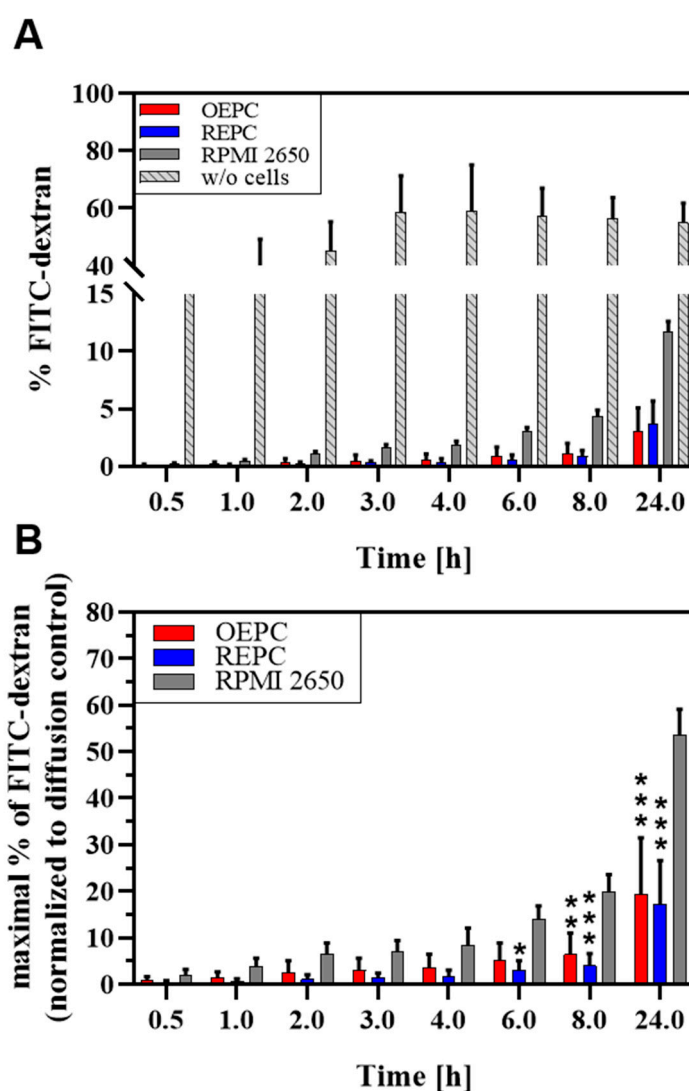 A
% FITC-dextran
100
80
60
40
15
10
5
0
OEPC
REPC
RPMI 2650
w/o cells
0.5 1.0 2.0 3.0 4.0 6.0 8.0 24.0
Time [h]
B
maximal % of FITC-dextran
(normalized to diffusion control)
80
70
60
50
40
30
20
10
0
OEPC
REPC
RPMI 2650
*
**
***
***
***
0.5 1.0 2.0 3.0 4.0 6.0 8.0 24.0
Time [h]